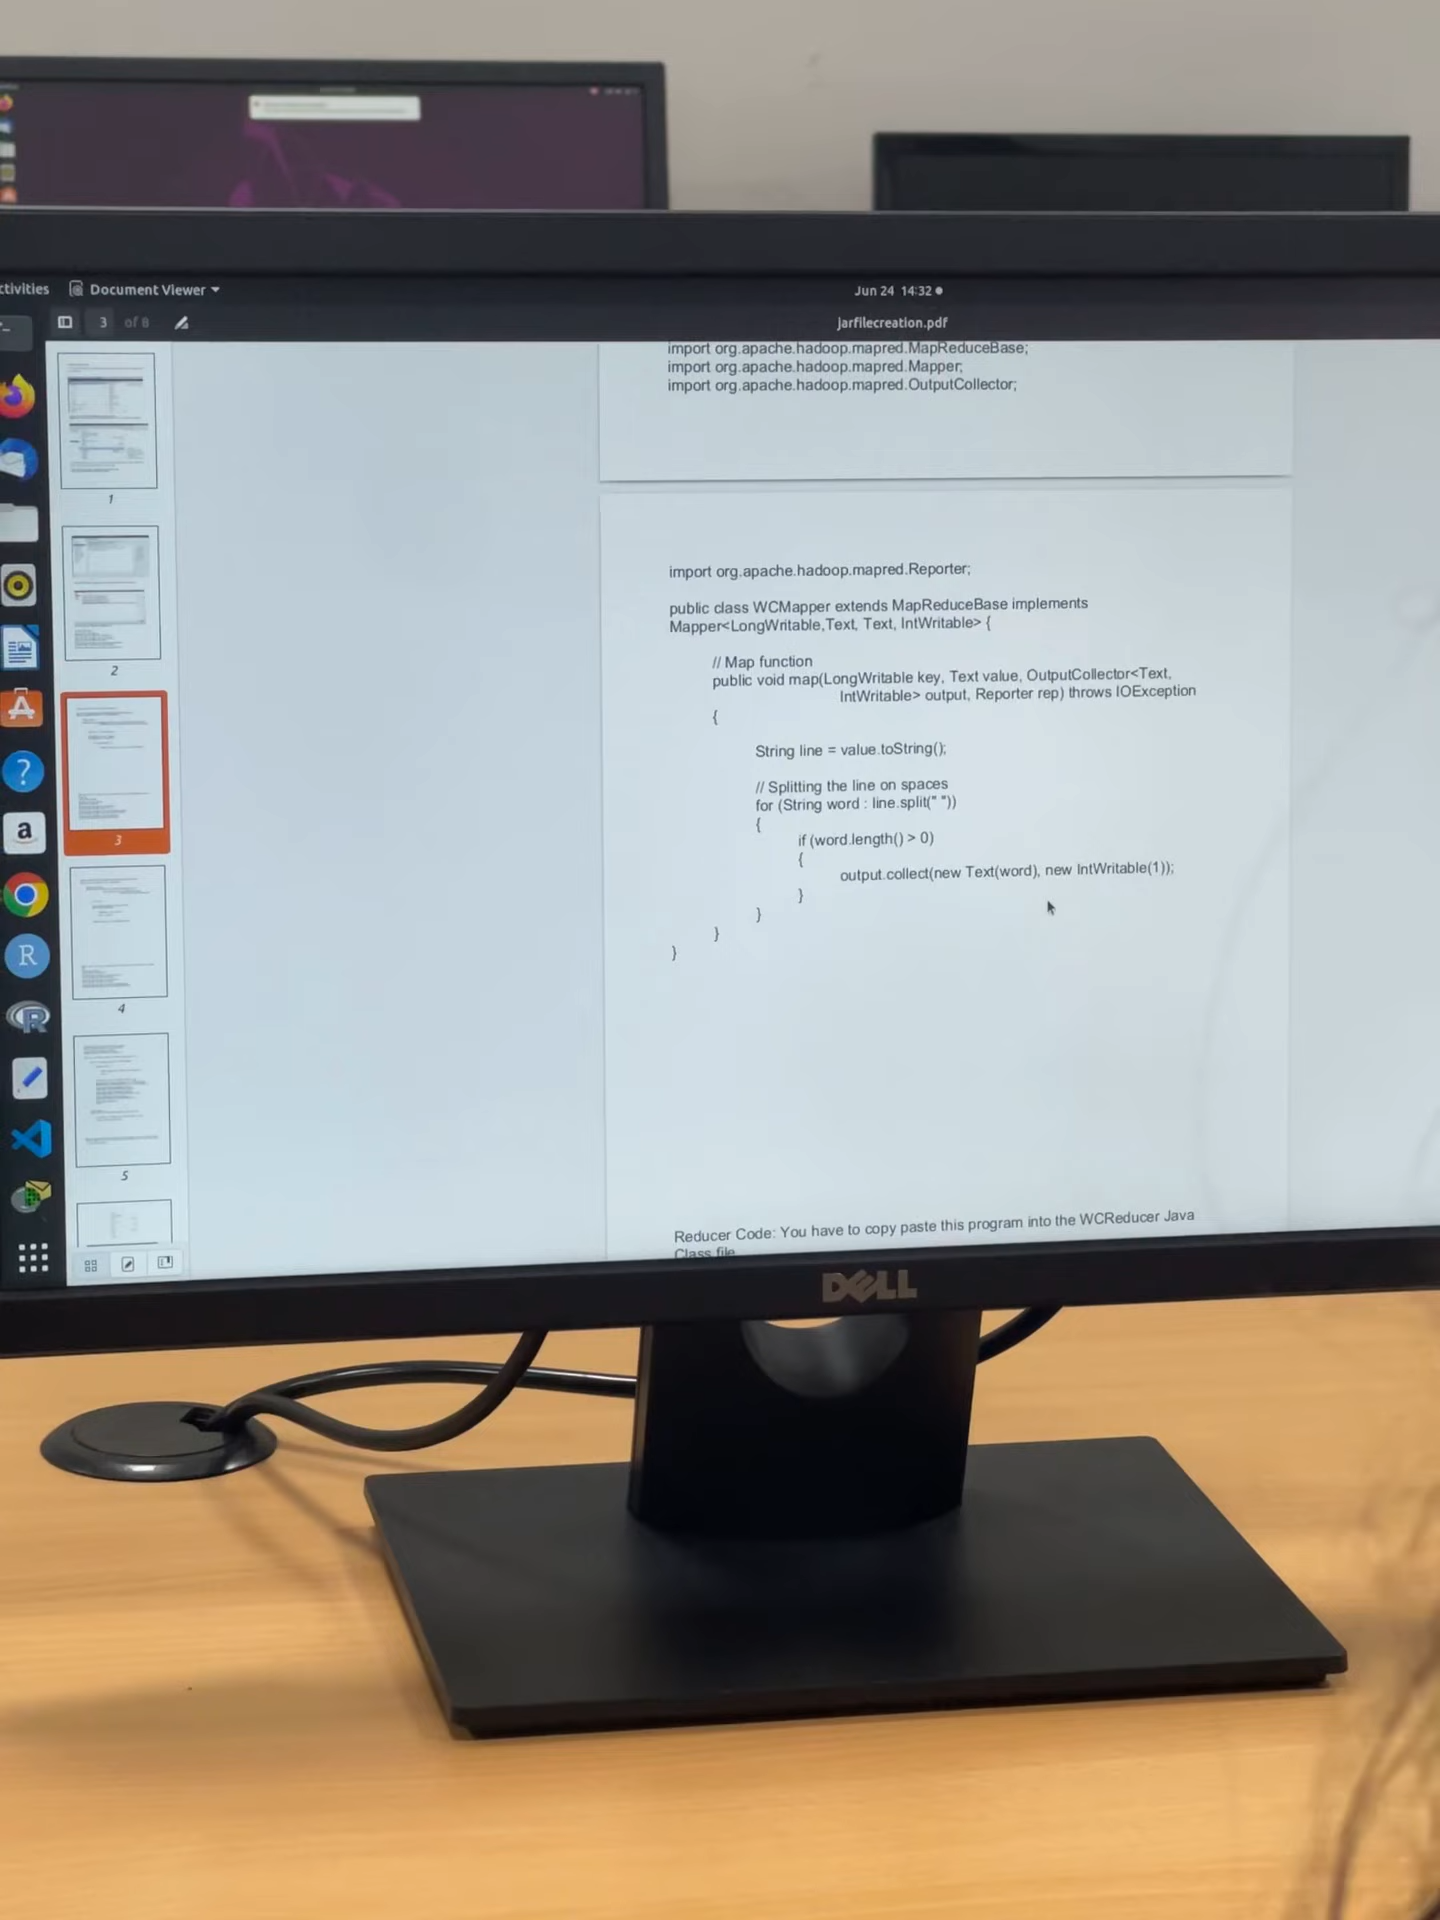 ctivities
Document Viewer
Jun 24 14:32
3 of 8
jarfilecreation.pdf
import org.apache.hadoop.mapred.MapReduceBase;
import org.apache.hadoop.mapred.Mapper;
import org.apache.hadoop.mapred.OutputCollector;
import org.apache.hadoop.mapred.Reporter;
public class WCMapper extends MapReduceBase implements
Mapper<LongWritable,Text, Text, IntWritable> {
// Map function
public void map(LongWritable key, Text value, OutputCollector<Text,
IntWritable> output, Reporter rep) throws IOException
{
String line = value.toString();
// Splitting the line on spaces
for (String word : line.split(" "))
{
if (word.length() > 0)
{
output.collect(new Text(word), new IntWritable(1));
}
}
}
}
Reducer Code: You have to copy paste this program into the WCReducer Java
Class file
1
2
3
4
5
a
R
R
DELL